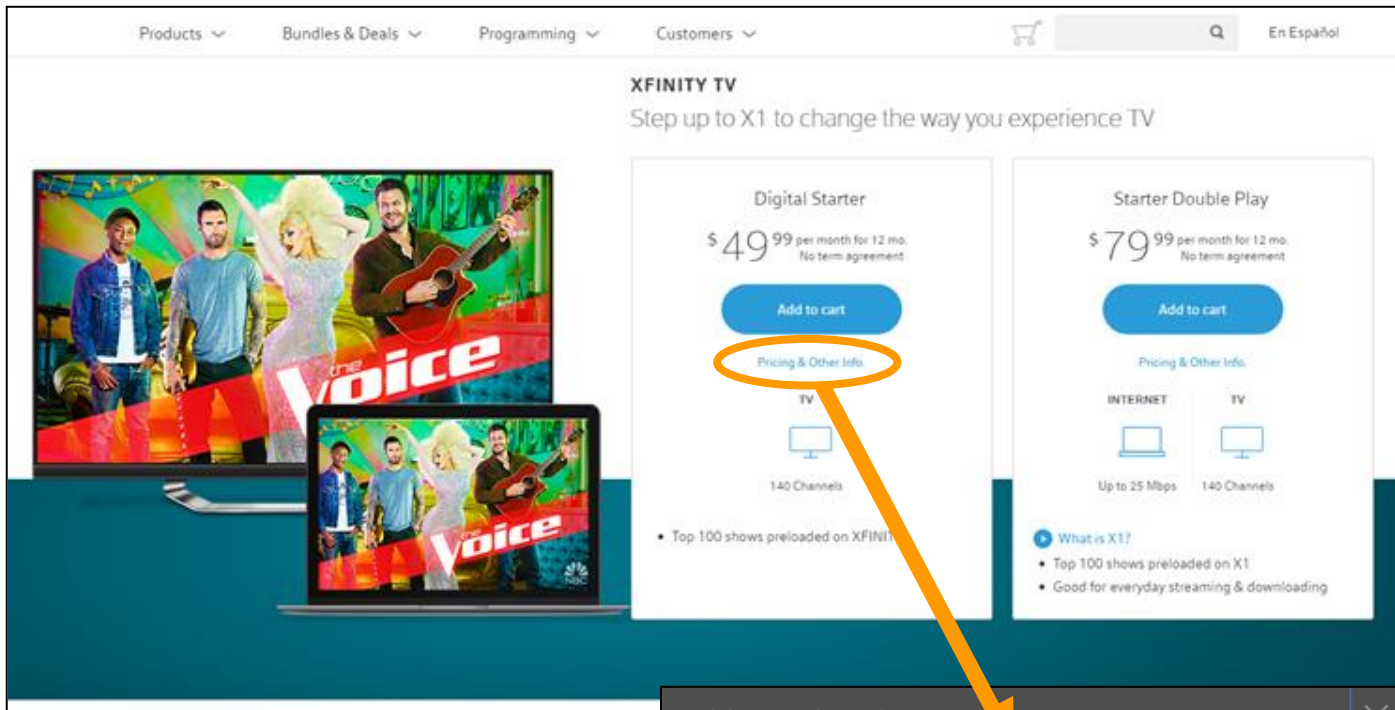 Products
Bundles & Deals
Programming
Customers
En Español
XFINITY TV
Step up to X1 to change the way you experience TV
Digital Starter
$ 49 99 per month for 12 mo.
No term agreement
Add to cart
Pricing & Other Info.
TV
140 Channels
• Top 100 shows preloaded on XFINIT
Starter Double Play
$ 79 99 per month for 12 mo.
No term agreement
Add to cart
Pricing & Other Info.
INTERNET TV
Up to 25 Mbps 140 Channels
What is X1?
• Top 100 shows preloaded on X1
• Good for everyday streaming & downloading
the
Voice
the
Voice
NBC